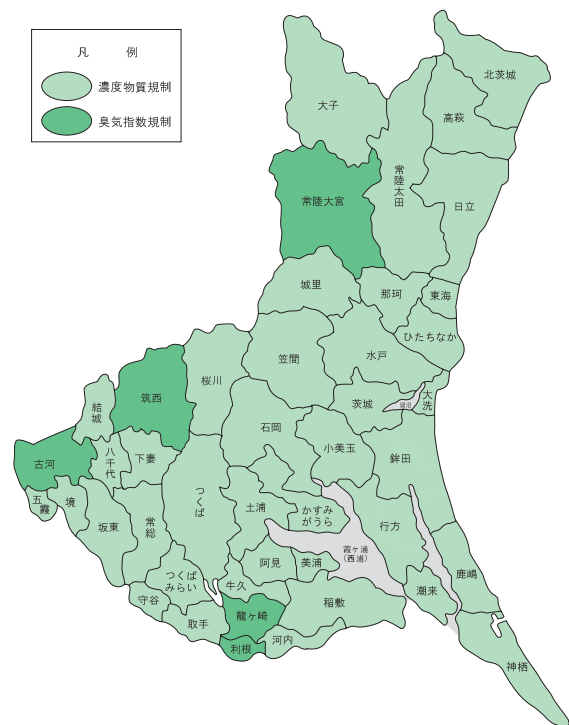 凡 例
濃度物質規制
臭気指数規制
北茨城
大子
高萩
常陸太田
常陸大宮
日立
城里
那珂
東海
ひたちなか
水戸
笠間
桜川
筑西
結城
茨城
大洗
涸沼
石岡
小美玉
鉾田
古河
八千代
下妻
つくば
五霞
境
坂東
常総
土浦
かすみ
がうら
行方
霞ヶ浦
(西浦)
阿見
美浦
つくば
みらい
牛久
稲敷
潮来
鹿嶋
守谷
取手
龍ヶ崎
利根
河内
神栖